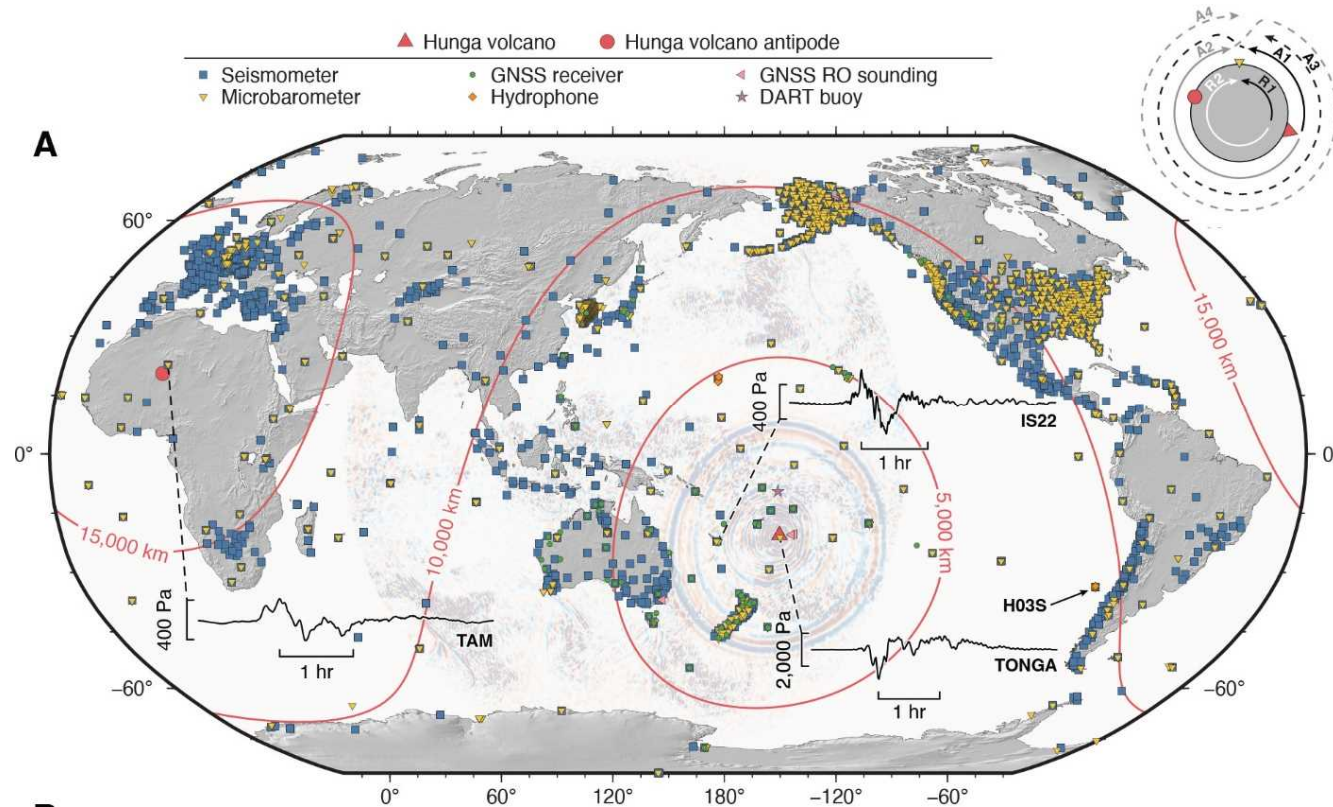 Hunga volcano
Hunga volcano antipode
Seismometer
GNSS receiver
GNSS RO sounding
Microbarometer
Hydrophone
DART buoy
A4
A2
A1
A3
R2
R1
A
60°
0°
−60°
15,000 km
10,000 km
5,000 km
15,000 km
0
−60°
400 Pa
IS22
1 hr
H03S
400 Pa
TAM
1 hr
2,000 Pa
TONGA
1 hr
0°
60°
120°
180°
−120°
−60°